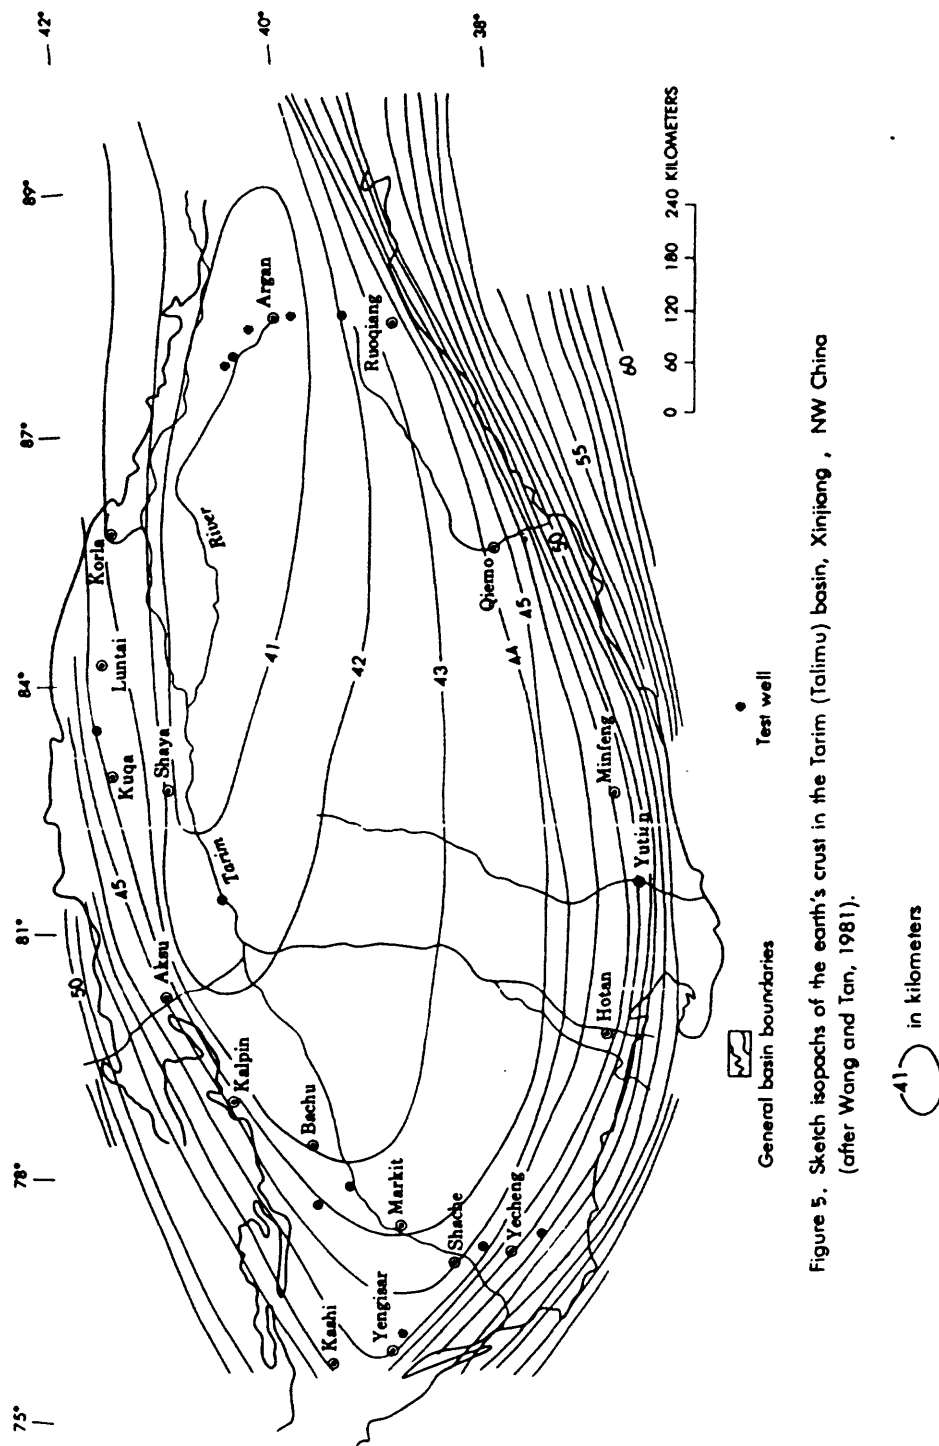 75°
78°
81°
84°
87°
89°
42°
40°
38°
50
45
Aksu
Kuqa
Luntai
Korla
Shaya
Kalpin
Tarim
River
Argan
41
Bachu
Kashi
42
Ruoqiang
Yengisar
Markit
43
Shache
Qiemo
Yecheng
44
45
50
Hotan
Minfeng
Yutian
55
60
0 60 120 180 240 KILOMETERS
General basin boundaries
Test well
Figure 5. Sketch isopachs of the earth's crust in the Tarim (Talimu) basin, Xinjiang, NW China
(after Wang and Tan, 1981).
41 in kilometers